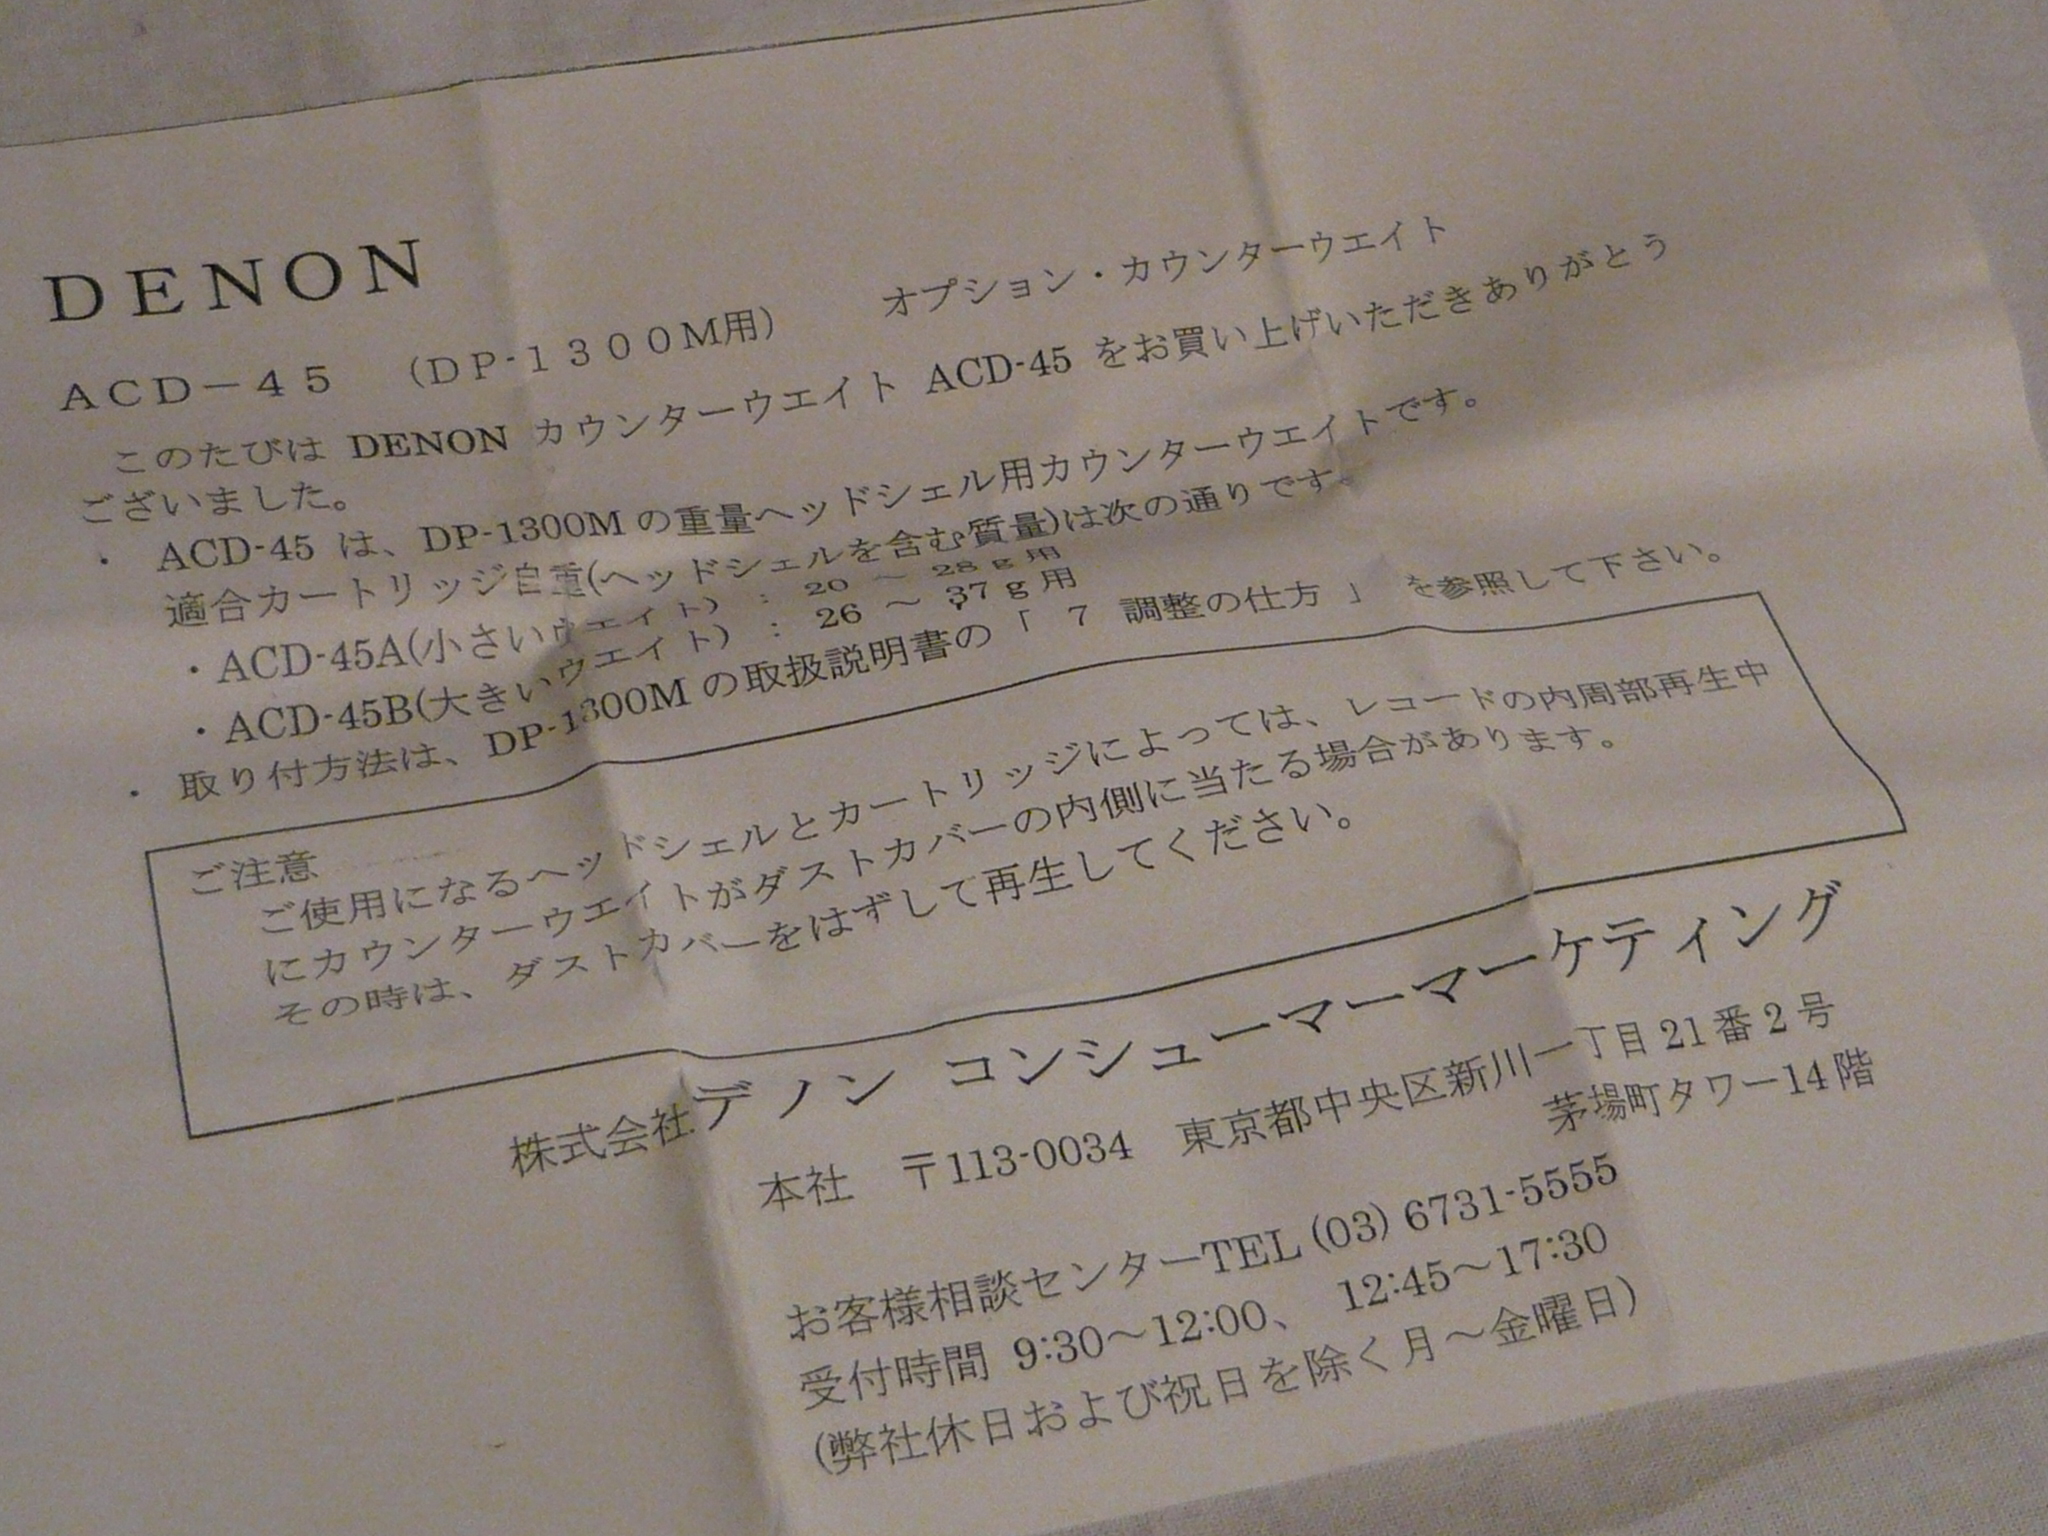 DENON
ACD－45　（DP-1300M用）　　オプション・カウンターウエイト
このたびは DENON カウンターウエイト ACD-45 をお買い上げいただきありがとう
ございました。
・ ACD-45 は、DP-1300M の重量ヘッドシェル用カウンターウエイトです。
適合カートリッジ自重(ヘッドシェルを含む質量)は次の通りです。
・ACD-45A(小さいウエイト)：20 ～ 28ｇ用
・ACD-45B(大きいウエイト)：26 ～ 37ｇ用
・ 取り付方法は、DP-1300M の取扱説明書の「 7 調整の仕方 」 を参照して下さい。
ご注意
ご使用になるヘッドシェルとカートリッジによっては、レコードの内周部再生中
にカウンターウエイトがダストカバーの内側に当たる場合があります。
その時は、ダストカバーをはずして再生してください。
株式会社デノン コンシューマーマーケティング
本社　〒113-0034　東京都中央区新川一丁目21番2号
茅場町タワー14階
お客様相談センターTEL (03) 6731-5555
受付時間 9:30～12:00、 12:45～17:30
(弊社休日および祝日を除く月～金曜日)